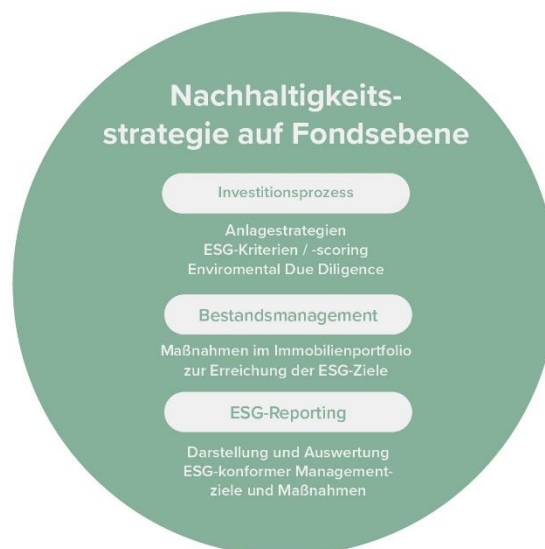 Nachhaltigkeits-
strategie auf Fondsebene
Investitionsprozess
Anlagestrategien
ESG-Kriterien / -scoring
Enviromental Due Diligence
Bestandsmanagement
Maßnahmen im Immobilienportfolio
zur Erreichung der ESG-Ziele
ESG-Reporting
Darstellung und Auswertung
ESG-konformer Management-
ziele und Maßnahmen